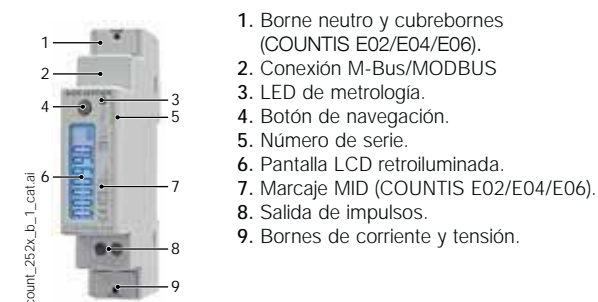 1
2
3
4
5
6
7
8
9
count_252x_b_1_cat.ai
1. Borne neutro y cubrebornes
(COUNTIS E02/E04/E06).
2. Conexión M-Bus/MODBUS
3. LED de metrología.
4. Botón de navegación.
5. Número de serie.
6. Pantalla LCD retroiluminada.
7. Marcaje MID (COUNTIS E02/E04/E06).
8. Salida de impulsos.
9. Bornes de corriente y tensión.